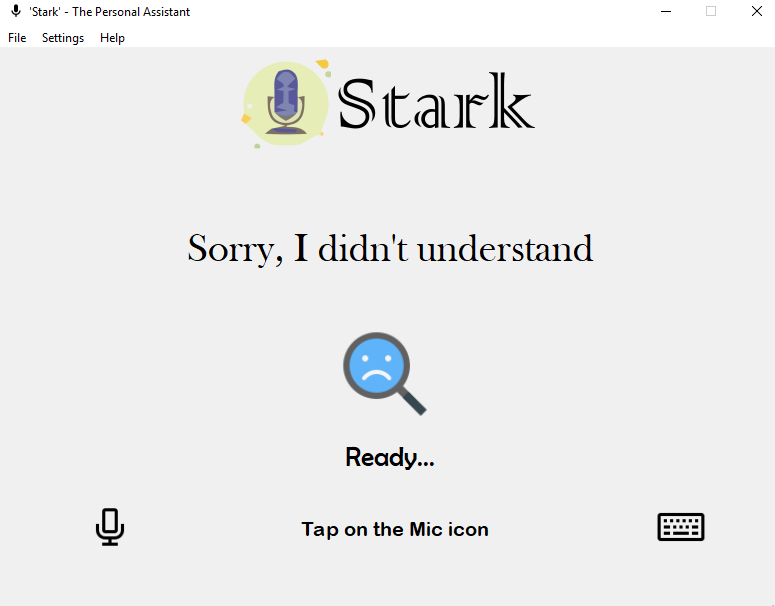 'Stark' - The Personal Assistant
File Settings Help
Stark
Sorry, I didn't understand
Ready...
Tap on the Mic icon